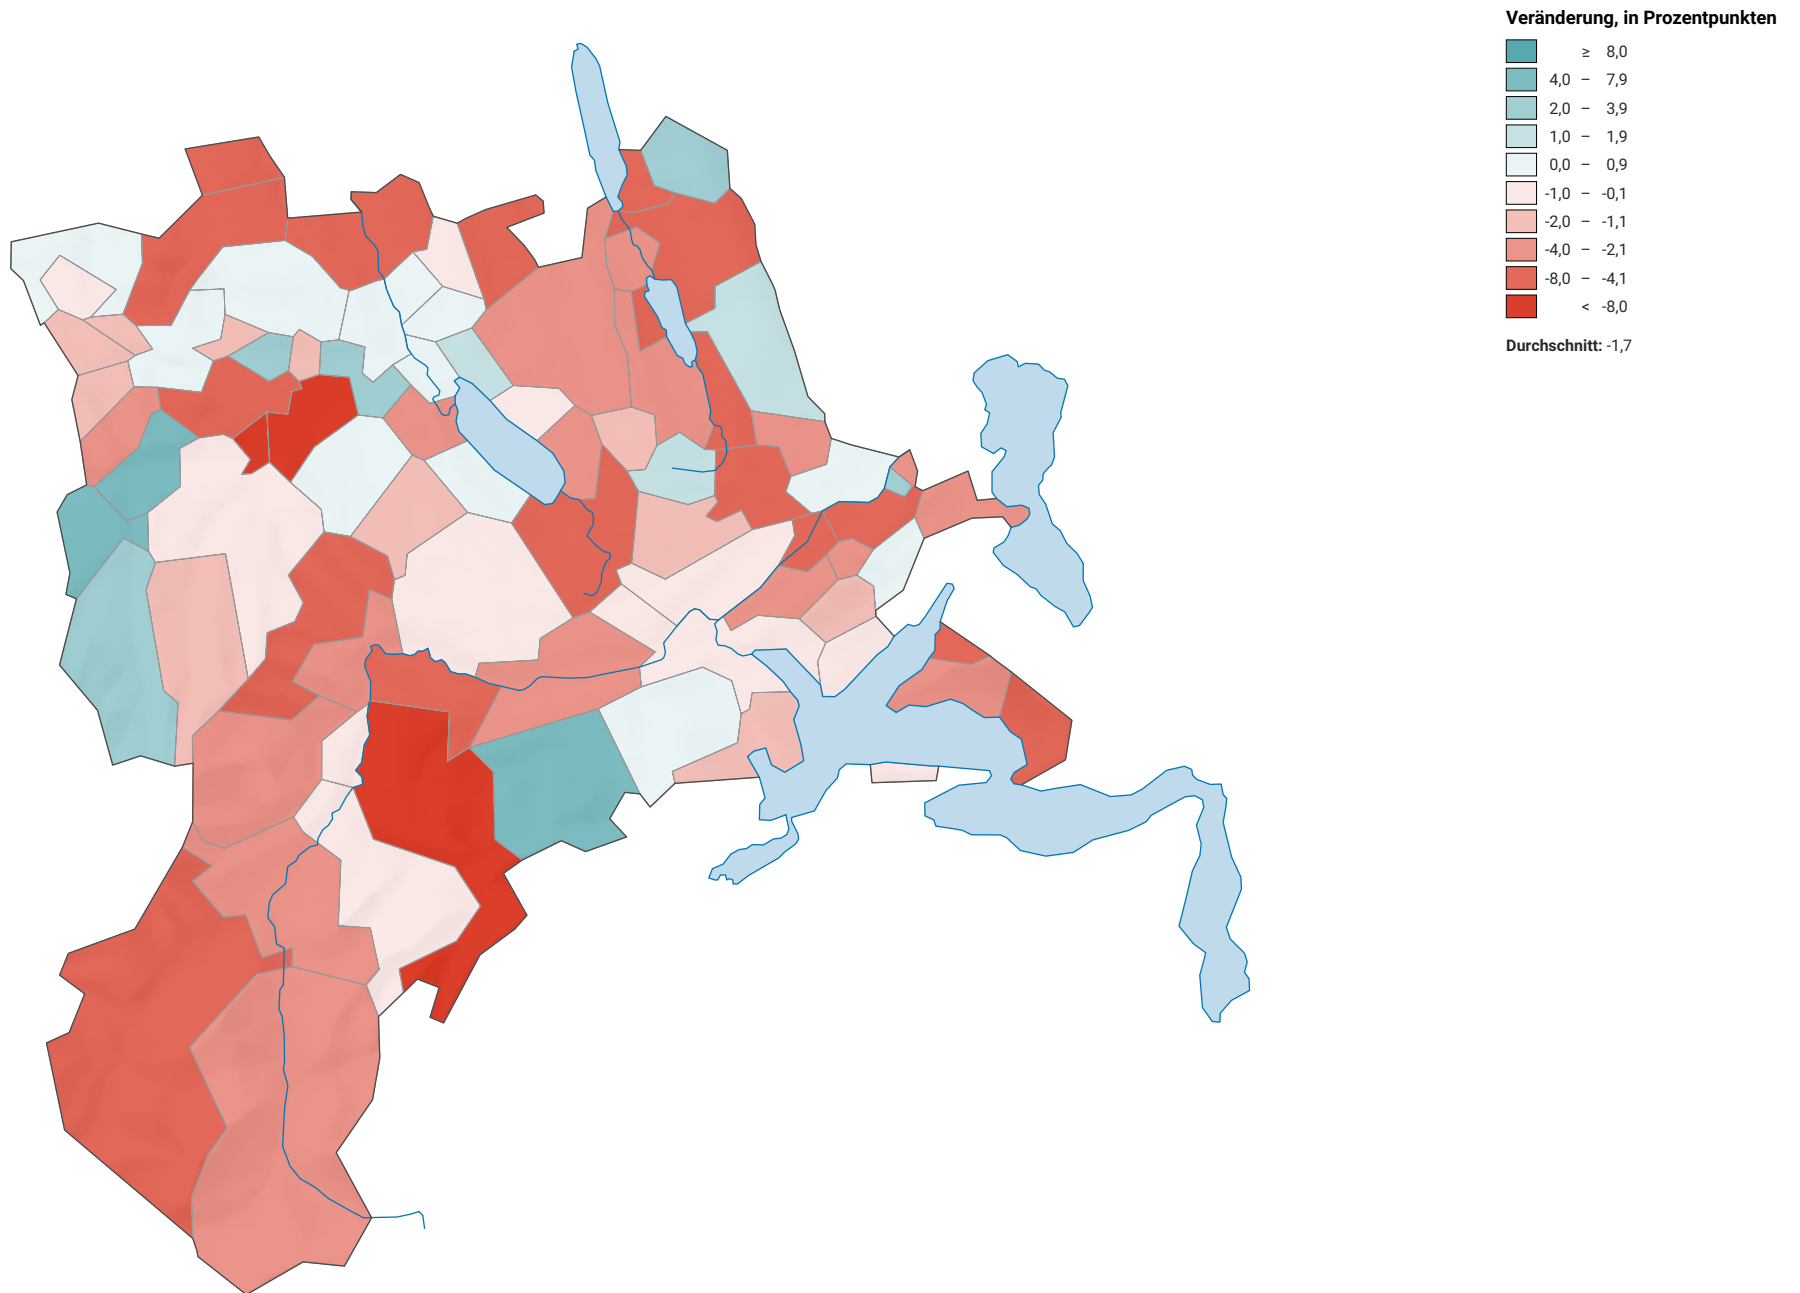 Veränderung, in Prozentpunkten
≥ 8,0
4,0 – 7,9
2,0 – 3,9
1,0 – 1,9
0,0 – 0,9
-1,0 – -0,1
-2,0 – -1,1
-4,0 – -2,1
-8,0 – -4,1
< -8,0
Durchschnitt: -1,7